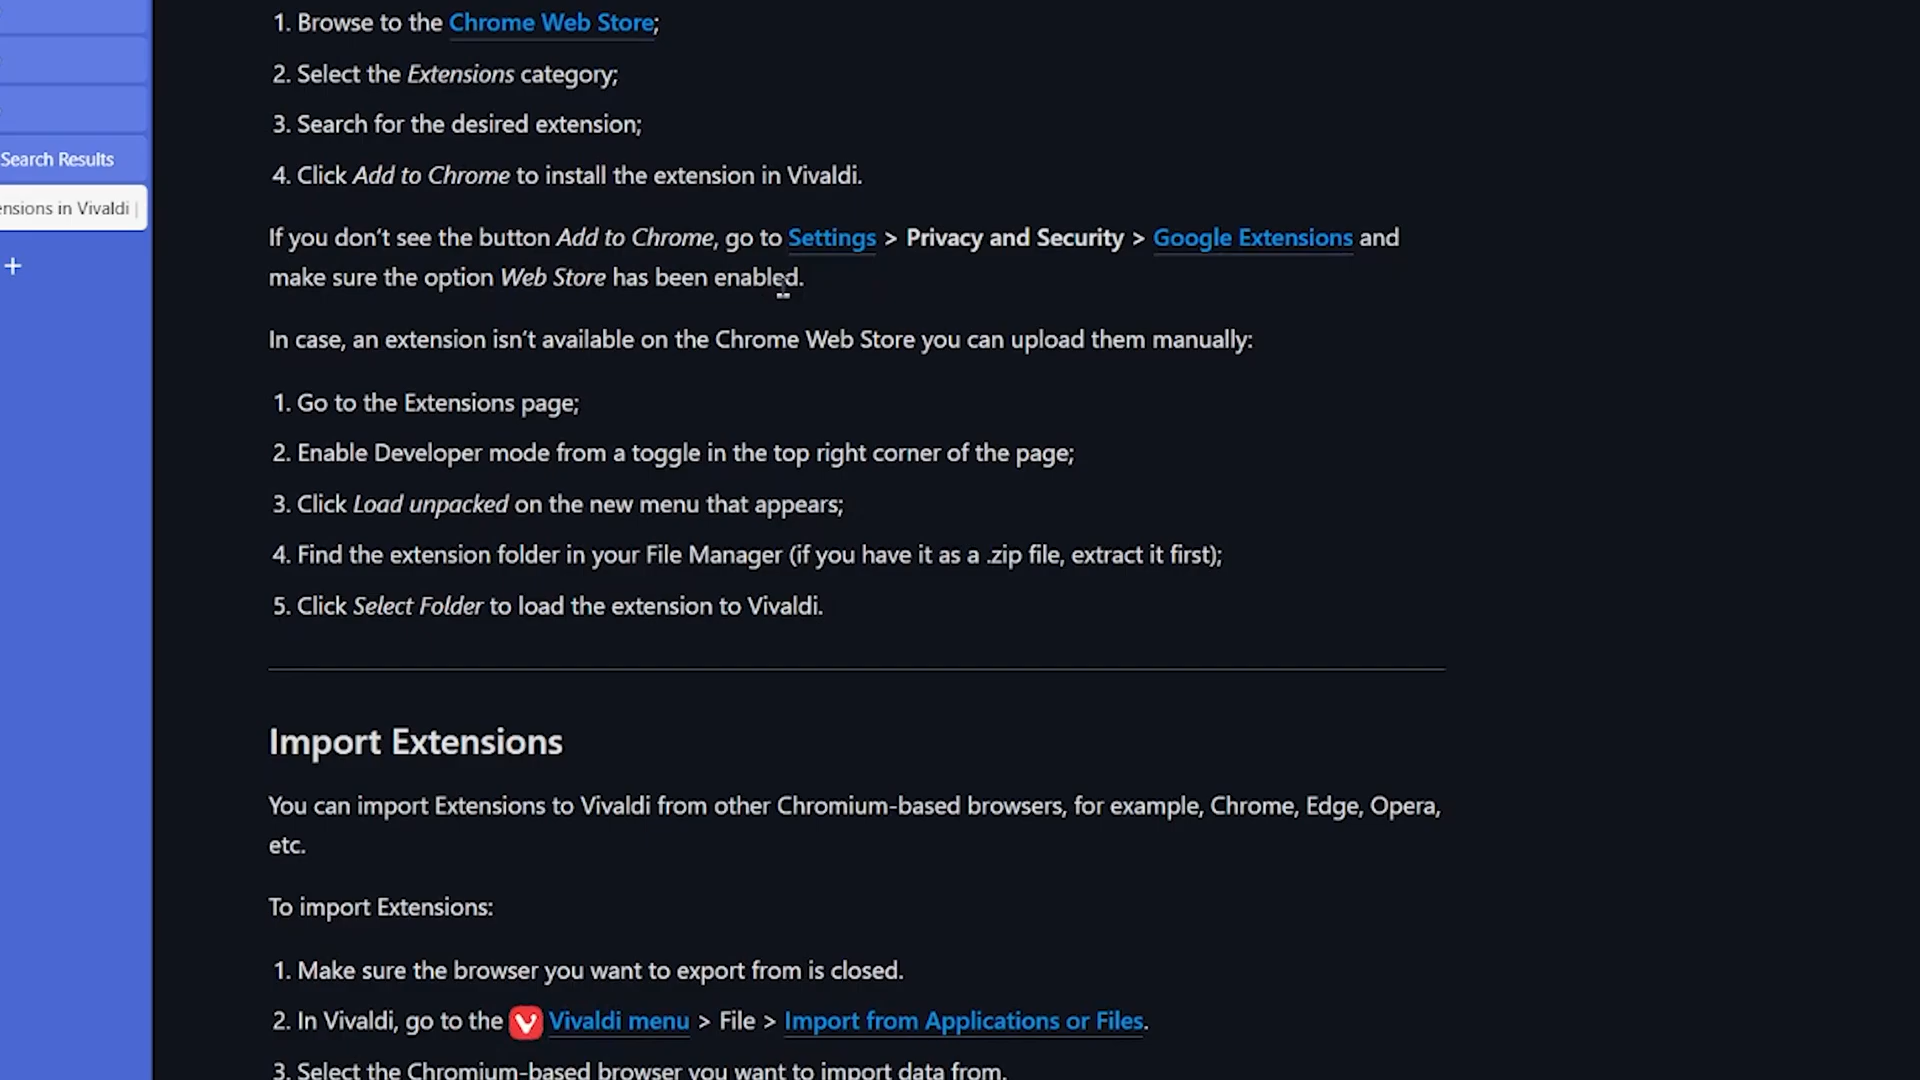 1. Browse to the Chrome Web Store;
2. Select the Extensions category;
3. Search for the desired extension;
Search Results
4. Click Add to Chrome to install the extension in Vivaldi.
ensions in Vivaldi |
If you don't see the button Add to Chrome, go to Settings > Privacy and Security > Google Extensions and
make sure the option Web Store has been enabled.
In case, an extension isn't available on the Chrome Web Store you can upload them manually:
1. Go to the Extensions page;
2. Enable Developer mode from a toggle in the top right corner of the page;
3. Click Load unpacked on the new menu that appears;
4. Find the extension folder in your File Manager (if you have it as a .zip file, extract it first);
5. Click Select Folder to load the extension to Vivaldi.
Import Extensions
You can import Extensions to Vivaldi from other Chromium-based browsers, for example, Chrome, Edge, Opera,
etc.
To import Extensions:
1. Make sure the browser you want to export from is closed.
2. In Vivaldi, go to the Vivaldi menu > File > Import from Applications or Files.
3. Select the Chromium-based browser you want to import data from.